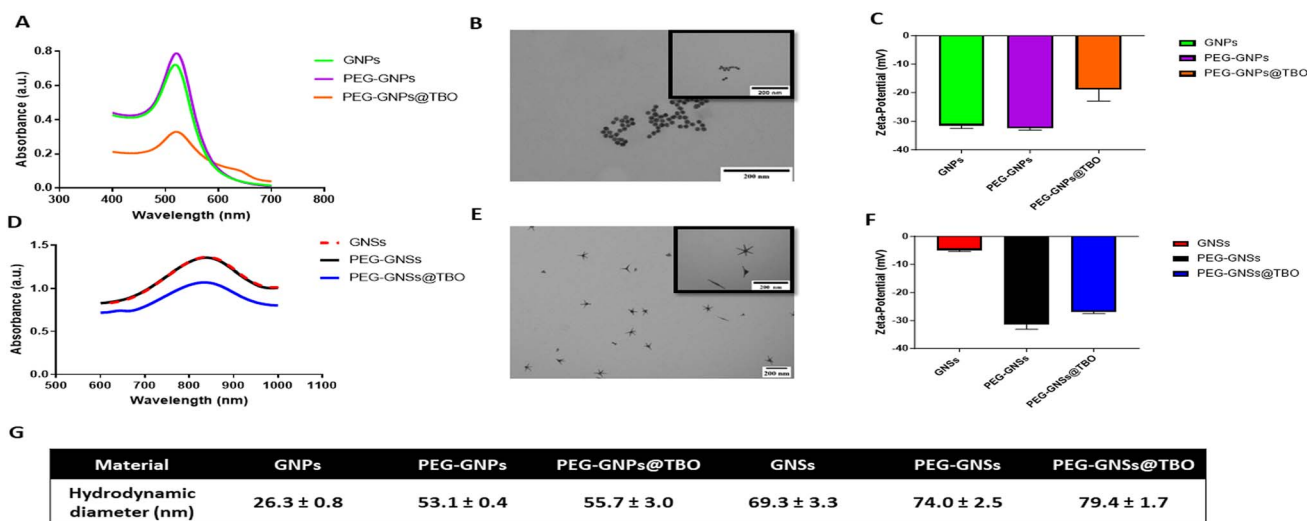 A
Absorbance (a.u.)
0.8
0.6
0.4
0.2
0.0
300 400 500 600 700 800
Wavelength (nm)
GNPs
PEG-GNPs
PEG-GNPs@TBO
B
200 nm
200 nm
C
Zeta-Potential (mV)
0
-10
-20
-30
-40
GNPs
PEG-GNPs
PEG-GNPs@TBO
GNPs
PEG-GNPs
PEG-GNPs@TBO
D
Absorbance (a.u.)
1.5
1.0
0.5
0.0
500 600 700 800 900 1000 1100
Wavelength (nm)
GNSs
PEG-GNSs
PEG-GNSs@TBO
E
200 nm
200 nm
F
Zeta-Potential (mV)
0
-10
-20
-30
-40
GNSs
PEG-GNSs
PEG-GNSs@TBO
GNSs
PEG-GNSs
PEG-GNSs@TBO
G
Material GNPs PEG-GNPs PEG-GNPs@TBO GNSs PEG-GNSs PEG-GNSs@TBO
Hydrodynamic
diameter (nm) 26.3 ± 0.8 53.1 ± 0.4 55.7 ± 3.0 69.3 ± 3.3 74.0 ± 2.5 79.4 ± 1.7